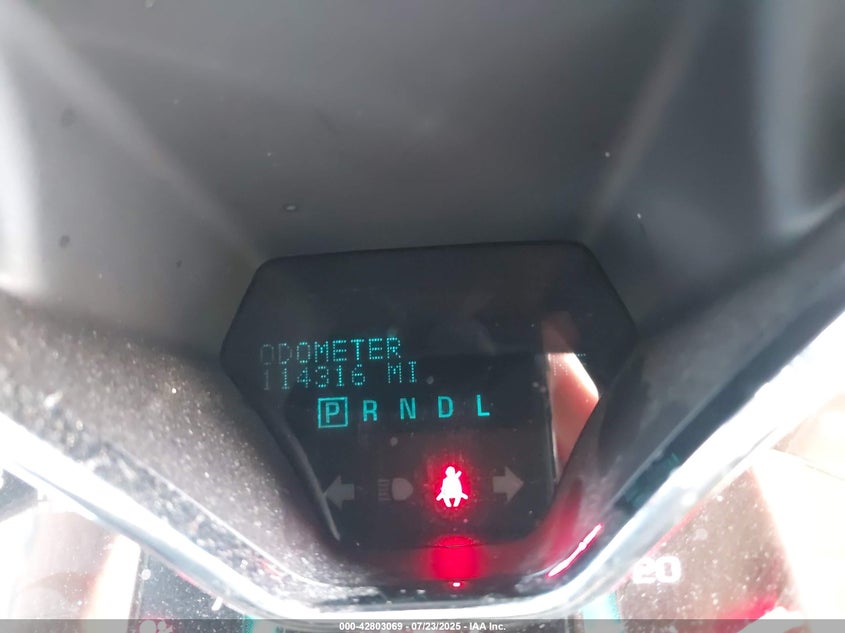 ODOMETER
114316 MI
P R N D L
20
000-42803069 - 07/23/2025 - IAA Inc.